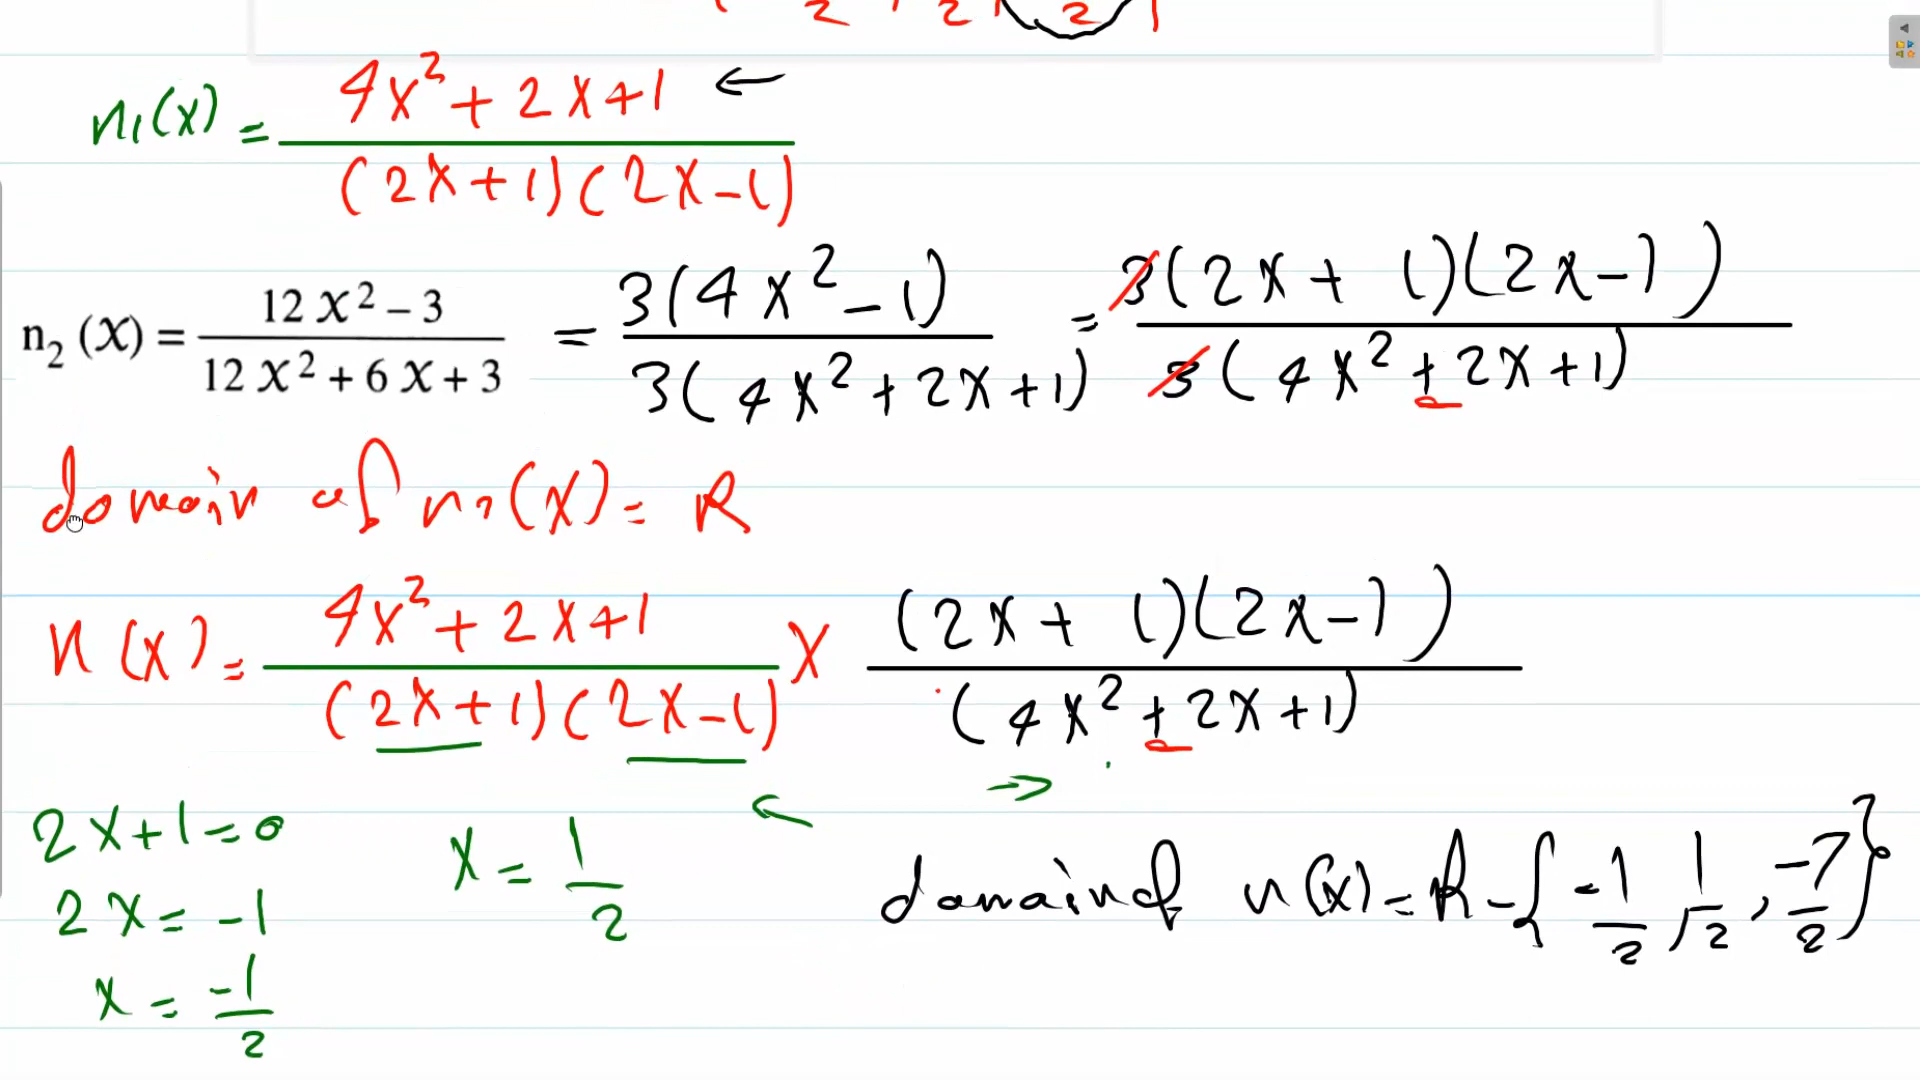 n₁(x) = (4x² + 2x + 1) / ((2x + 1)(2x - 1)) ←
n₂(X) = (12X² - 3) / (12X² + 6X + 3) = 3(4x² - 1) / 3(4x² + 2x + 1) = 3(2x + 1)(2x - 1) / 3(4x² + 2x + 1)
domain of n₂(x) = R
n(x) = (4x² + 2x + 1) / ((2x + 1)(2x - 1)) × (2x + 1)(2x - 1) / (4x² + 2x + 1)
2x + 1 = 0
2x = -1
x = -1/2
x = 1/2
← →
domain of n(x) = R - {-1/2, 1/2, -7/2}